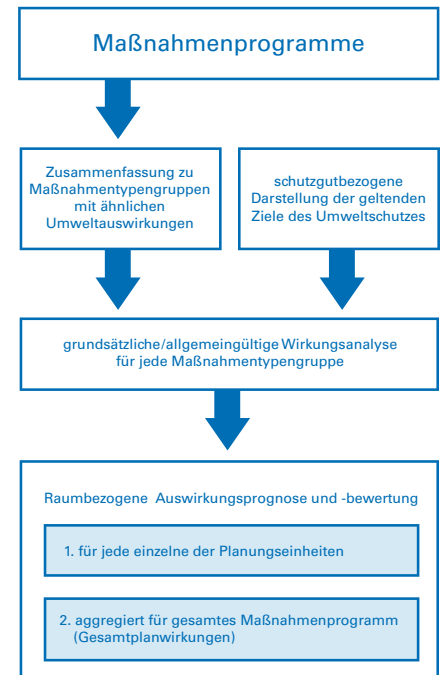 Maßnahmenprogramme
Zusammenfassung zu
Maßnahmentypengruppen
mit ähnlichen
Umweltauswirkungen
schutzgutbezogene
Darstellung der geltenden
Ziele des Umweltschutzes
grundsätzliche/allgemeingültige Wirkungsanalyse
für jede Maßnahmentypengruppe
Raumbezogene Auswirkungsprognose und -bewertung
1. für jede einzelne der Planungseinheiten
2. aggregiert für gesamtes Maßnahmenprogramm
(Gesamtplanwirkungen)